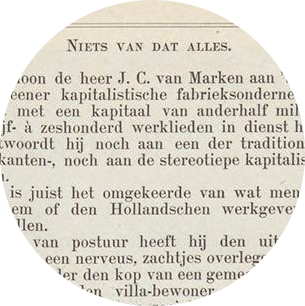 NIETS VAN DAT ALLES.
hoon de heer J. C. van Marken aan
eener kapitalistische fabrieksonderne
met een kapitaal van anderhalf mil
jf- à zeshonderd werklieden in dienst h
twoordt hij noch aan een der tradition
kanten-, noch aan de stereotiepe kapitalis
n.
is juist het omgekeerde van wat men
em of den Hollandschen werkgever
llen.
van postuur heeft hij den uit
een nerveus, zachtjes overleg
der den kop van een geme
den villa-bewoner